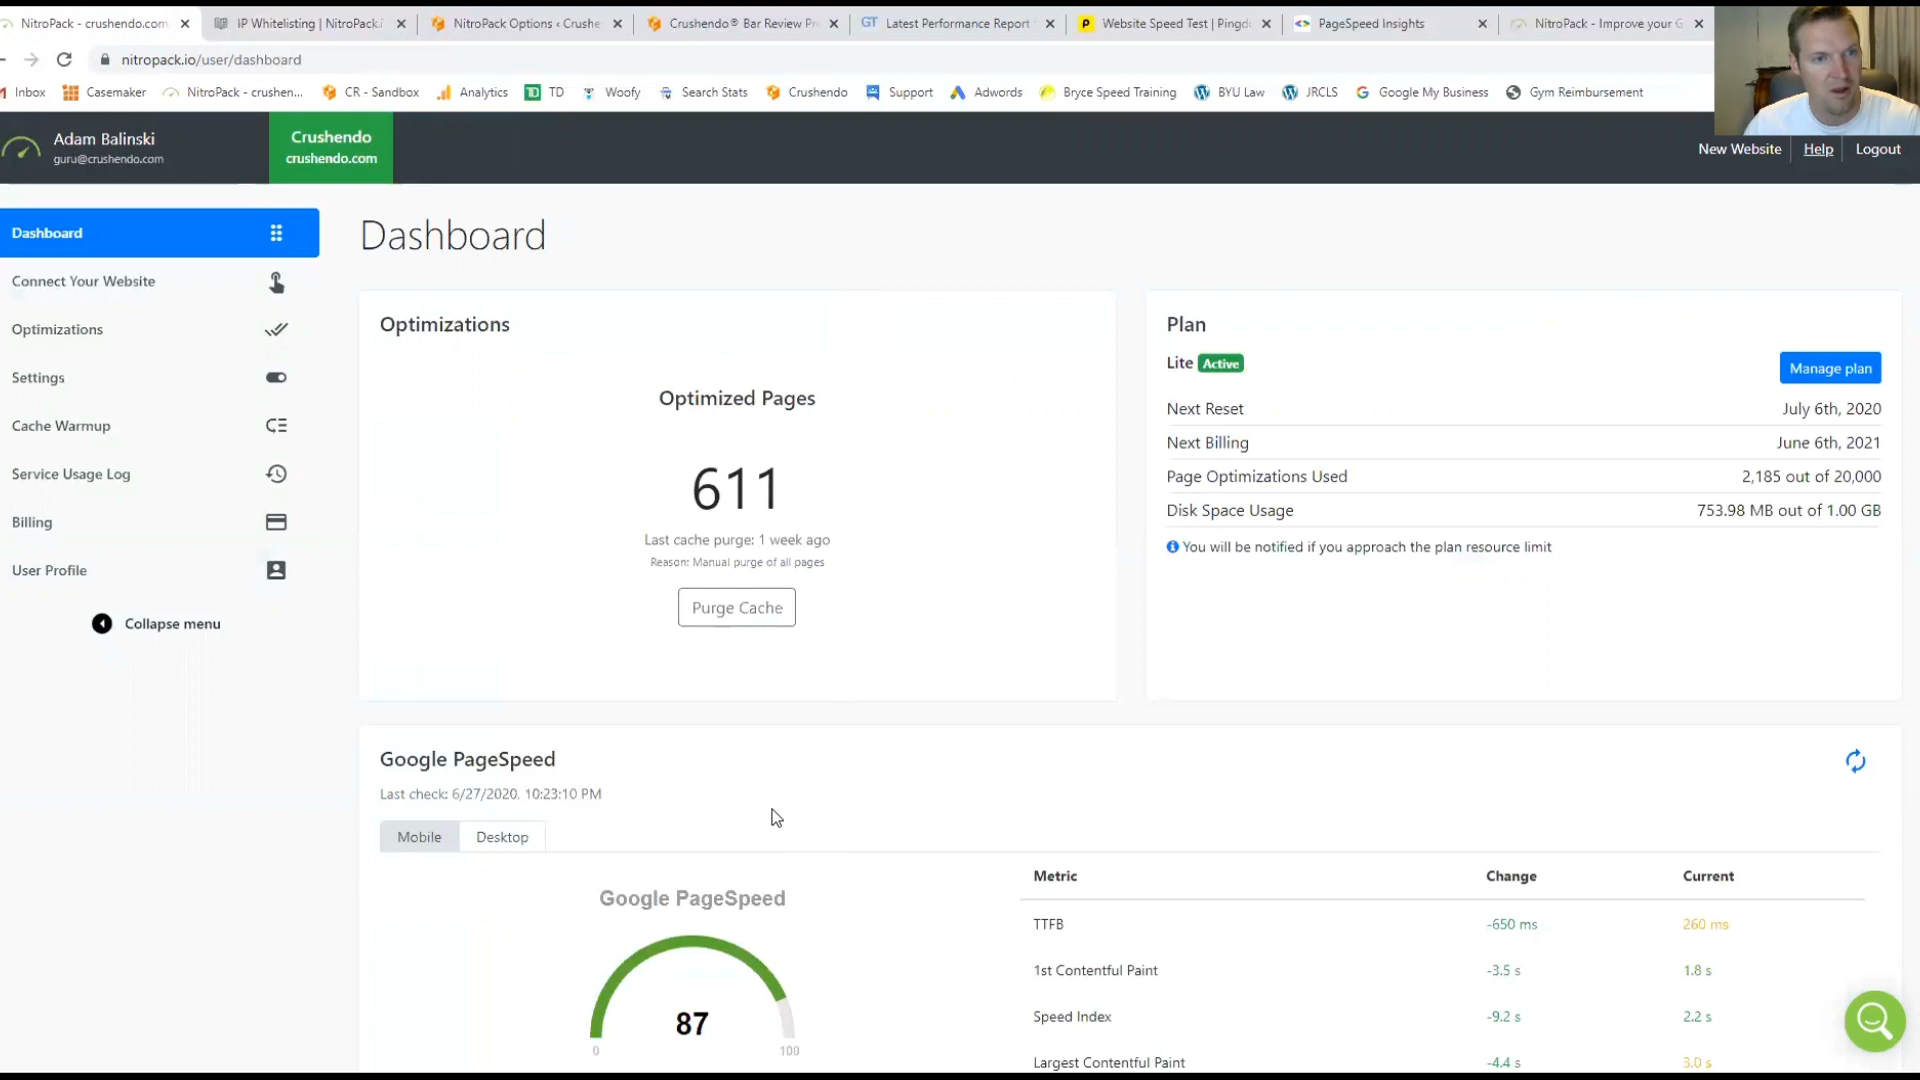 NitroPack - crushendo.com
IP Whitelisting | NitroPack.i
NitroPack Options ‹ Crushe
Crushendo® Bar Review Pr
GT Latest Performance Report
Website Speed Test | Pingdo
PageSpeed Insights
NitroPack - Improve your G
nitropack.io/user/dashboard
Inbox
Casemaker
NitroPack - crushen...
CR - Sandbox
Analytics
TD
Woofy
Search Stats
Crushendo
Support
Adwords
Bryce Speed Training
BYU Law
JRCLS
Google My Business
Gym Reimbursement
Adam Balinski
guru@crushendo.com
Crushendo
crushendo.com
New Website
Help
Logout
Dashboard
Connect Your Website
Optimizations
Settings
Cache Warmup
Service Usage Log
Billing
User Profile
Collapse menu
Dashboard
Optimizations
Optimized Pages
611
Last cache purge: 1 week ago
Reason: Manual purge of all pages
Purge Cache
Plan
Lite Active
Manage plan
Next Reset July 6th, 2020
Next Billing June 6th, 2021
Page Optimizations Used 2,185 out of 20,000
Disk Space Usage 753.98 MB out of 1.00 GB
You will be notified if you approach the plan resource limit
Google PageSpeed
Last check: 6/27/2020, 10:23:10 PM
Mobile
Desktop
Google PageSpeed
87
0 100
Metric Change Current
TTFB -650 ms 260 ms
1st Contentful Paint -3.5 s 1.8 s
Speed Index -9.2 s 2.2 s
Largest Contentful Paint -4.4 s 3.0 s